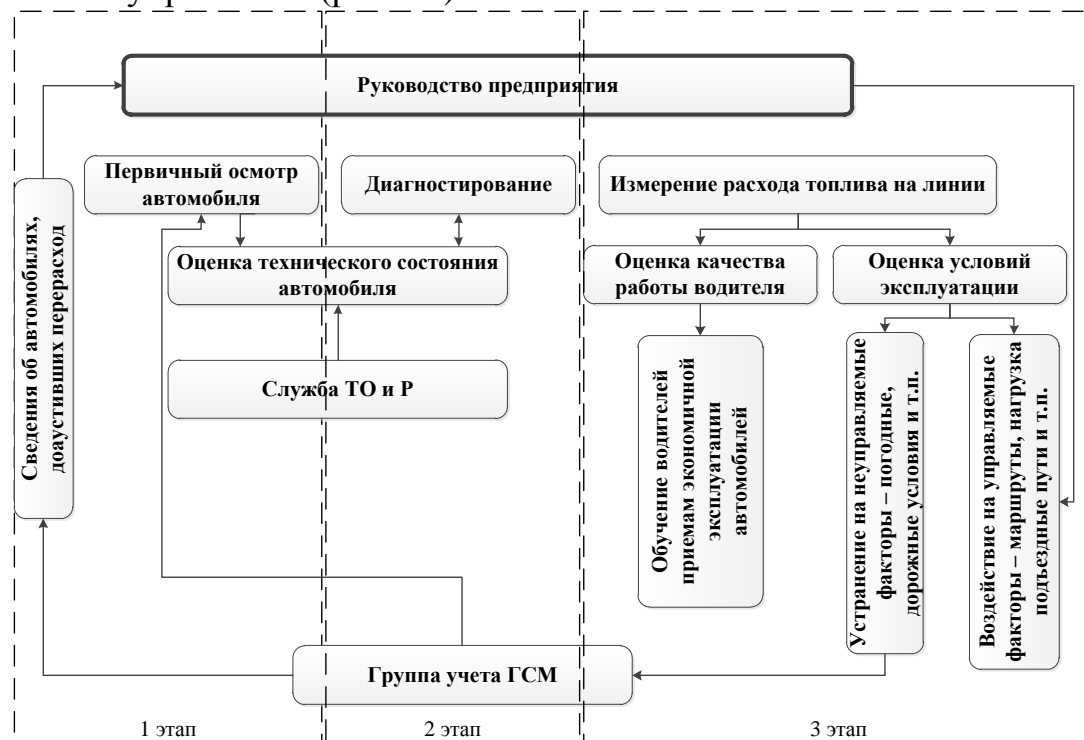 Руководство предприятия
Первичный осмотр
автомобиля
Диагностирование
Измерение расхода топлива на линии
Сведения об автомобилях,
доаустивших перерасход
Оценка технического состояния
автомобиля
Оценка качества
работы водителя
Оценка условий
эксплуатации
Служба ТО и Р
Обучение водителей
приемам экономичной
эксплуатации
автомобилей
Устранение на неуправляемые
факторы – погодные,
дорожные условия и т.п.
Воздействие на управляемые
факторы – маршруты, нагрузка
подъездные пути и т.п.
Группа учета ГСМ
1 этап
2 этап
3 этап